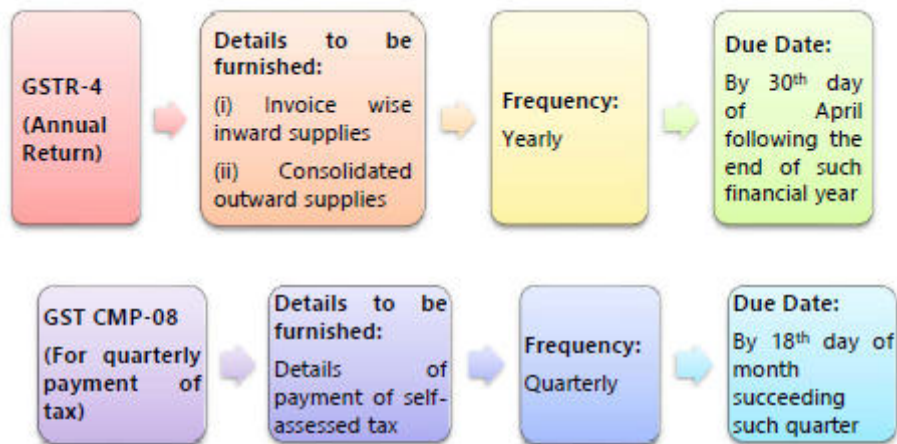 GSTR-4
(Annual
Return)
Details to be
furnished:
(i) Invoice wise
inward supplies
(ii) Consolidated
outward supplies
Frequency:
Yearly
Due Date:
By 30th day
of April
following the
end of such
financial year
GST CMP-08
(For quarterly
payment of
tax)
Details to be
furnished:
Details of
payment of self-
assessed tax
Frequency:
Quarterly
Due Date:
By 18th day of
month
succeeding
such quarter